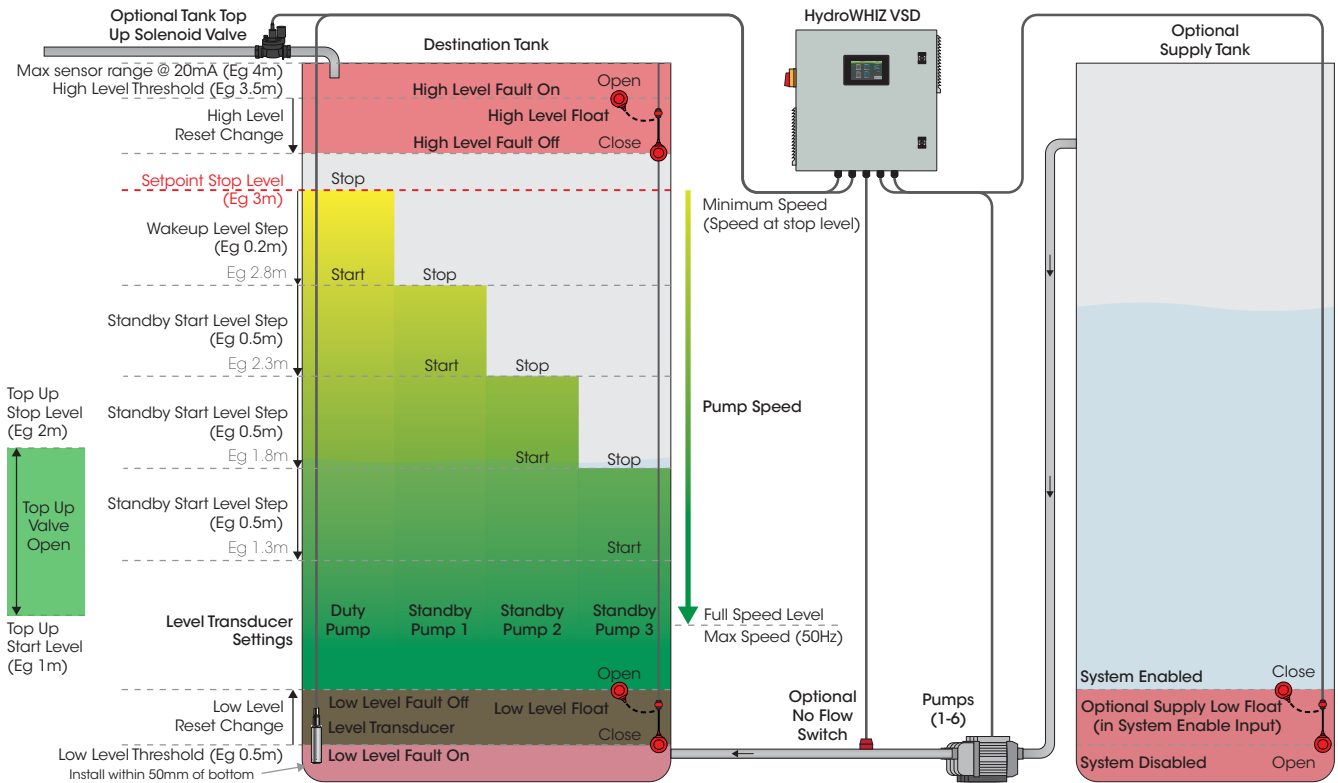 Optional Tank Top
Up Solenoid Valve
Destination Tank
HydroWHIZ VSD
Optional
Supply Tank
Max sensor range @ 20mA (Eg 4m)
High Level Threshold (Eg 3.5m)
High Level
Reset Change
High Level Fault On
Open
High Level Float
High Level Fault Off
Close
Setpoint Stop Level
(Eg 3m)
Stop
Minimum Speed
(Speed at stop level)
Wakeup Level Step
(Eg 0.2m)
Eg 2.8m
Start
Stop
Standby Start Level Step
(Eg 0.5m)
Eg 2.3m
Start
Stop
Pump Speed
Top Up
Stop Level
(Eg 2m)
Standby Start Level Step
(Eg 0.5m)
Eg 1.8m
Start
Stop
Top Up
Valve
Open
Standby Start Level Step
(Eg 0.5m)
Eg 1.3m
Start
Top Up
Start Level
(Eg 1m)
Level Transducer
Settings
Duty
Pump
Standby
Pump 1
Standby
Pump 2
Standby
Pump 3
Full Speed Level
Max Speed (50Hz)
Low Level
Reset Change
Open
Low Level Fault Off
Low Level Float
Level Transducer
Close
Low Level Threshold (Eg 0.5m)
Low Level Fault On
Install within 50mm of bottom
Optional
No Flow
Switch
Pumps
(1-6)
System Enabled
Close
Optional Supply Low Float
(in System Enable Input)
System Disabled
Open